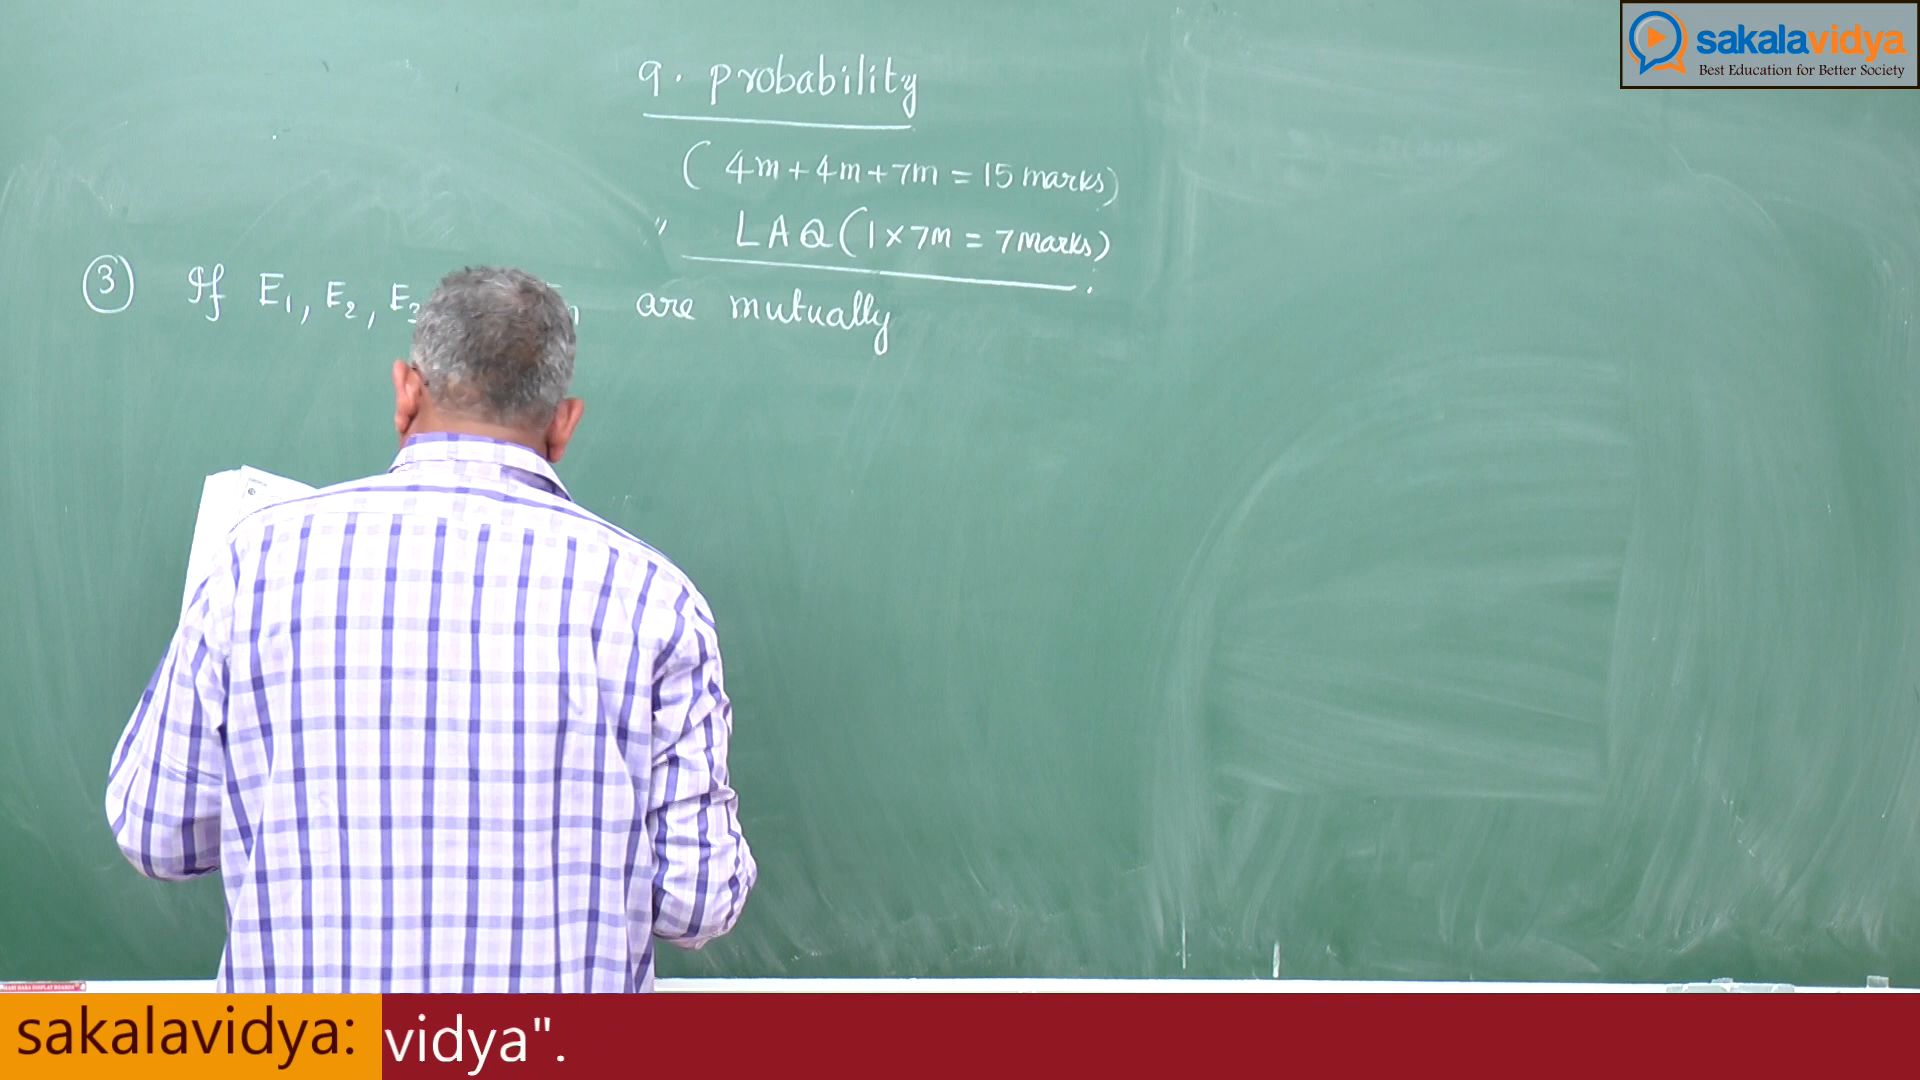 sakalavidya
Best Education for Better Society
9. probability
( 4m + 4m + 7m = 15 marks)
" LAQ (1 x 7m = 7 Marks)
③ If E₁, E₂, E₃ n are mutually
sakalavidya: vidya".